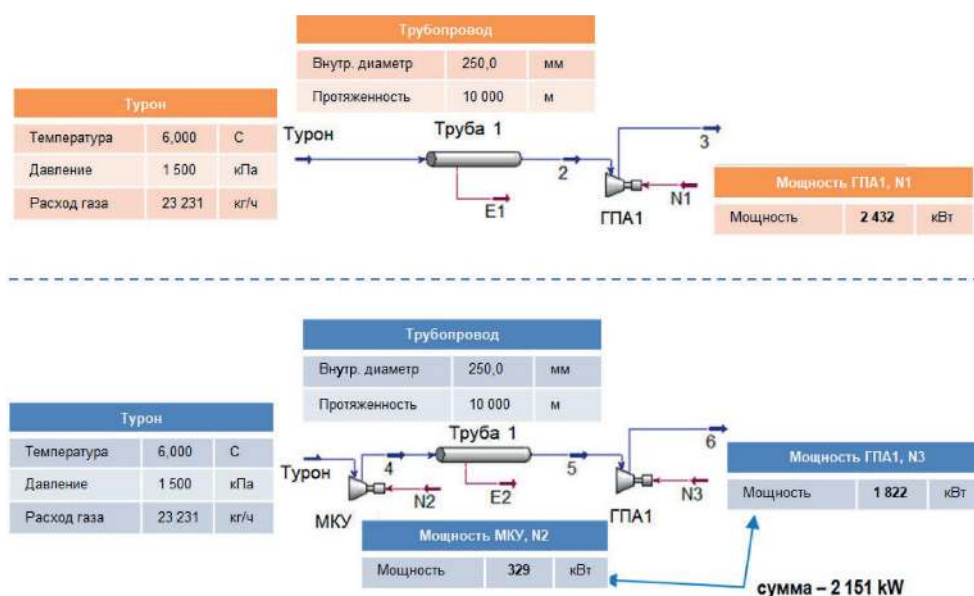 Трубопровод
Внутр. диаметр 250,0 мм
Протяженность 10 000 м
Турон
Температура 6,000 С
Давление 1 500 кПа
Расход газа 23 231 кг/ч
Турон
Труба 1
E1
2
ГПА1
N1
3
Мощность ГПА1, N1
Мощность 2 432 кВт
Трубопровод
Внутр. диаметр 250,0 мм
Протяженность 10 000 м
Турон
Температура 6,000 С
Давление 1 500 кПа
Расход газа 23 231 кг/ч
Турон
МКУ
4
N2
Труба 1
E2
5
ГПА1
N3
6
Мощность ГПА1, N3
Мощность 1 822 кВт
Мощность МКУ, N2
Мощность 329 кВт
сумма – 2 151 kW